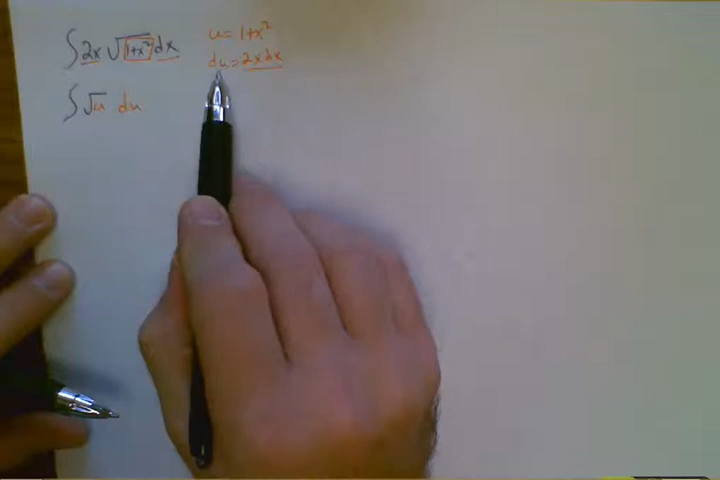 ∫ 2x √1+x² dx u = 1+x²
du = 2x dx
∫ √u du